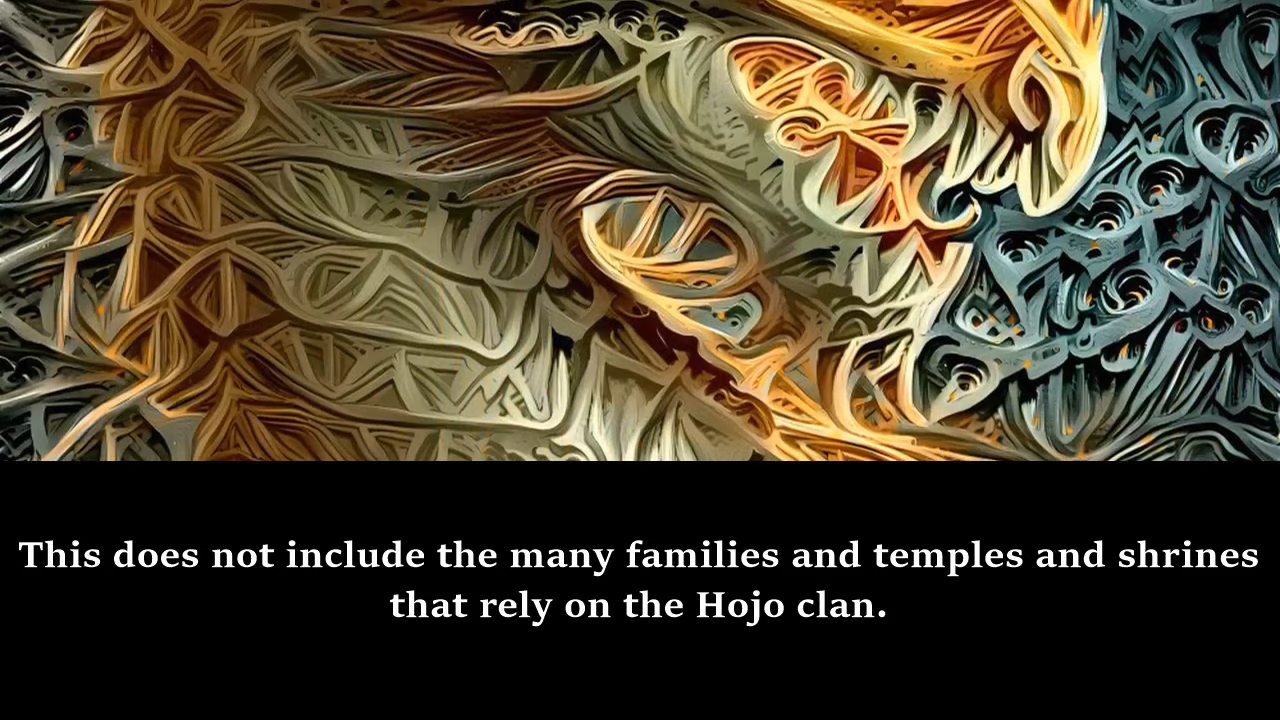 This does not include the many families and temples and shrines
that rely on the Hojo clan.